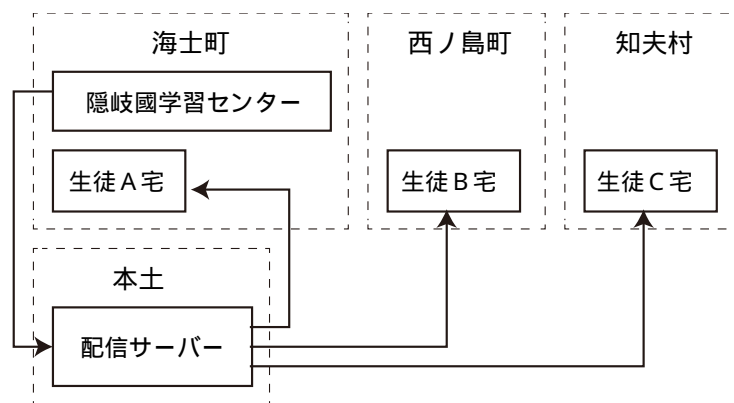 海士町
西ノ島町
知夫村
隠岐國学習センター
生徒A宅
生徒B宅
生徒C宅
本土
配信サーバー